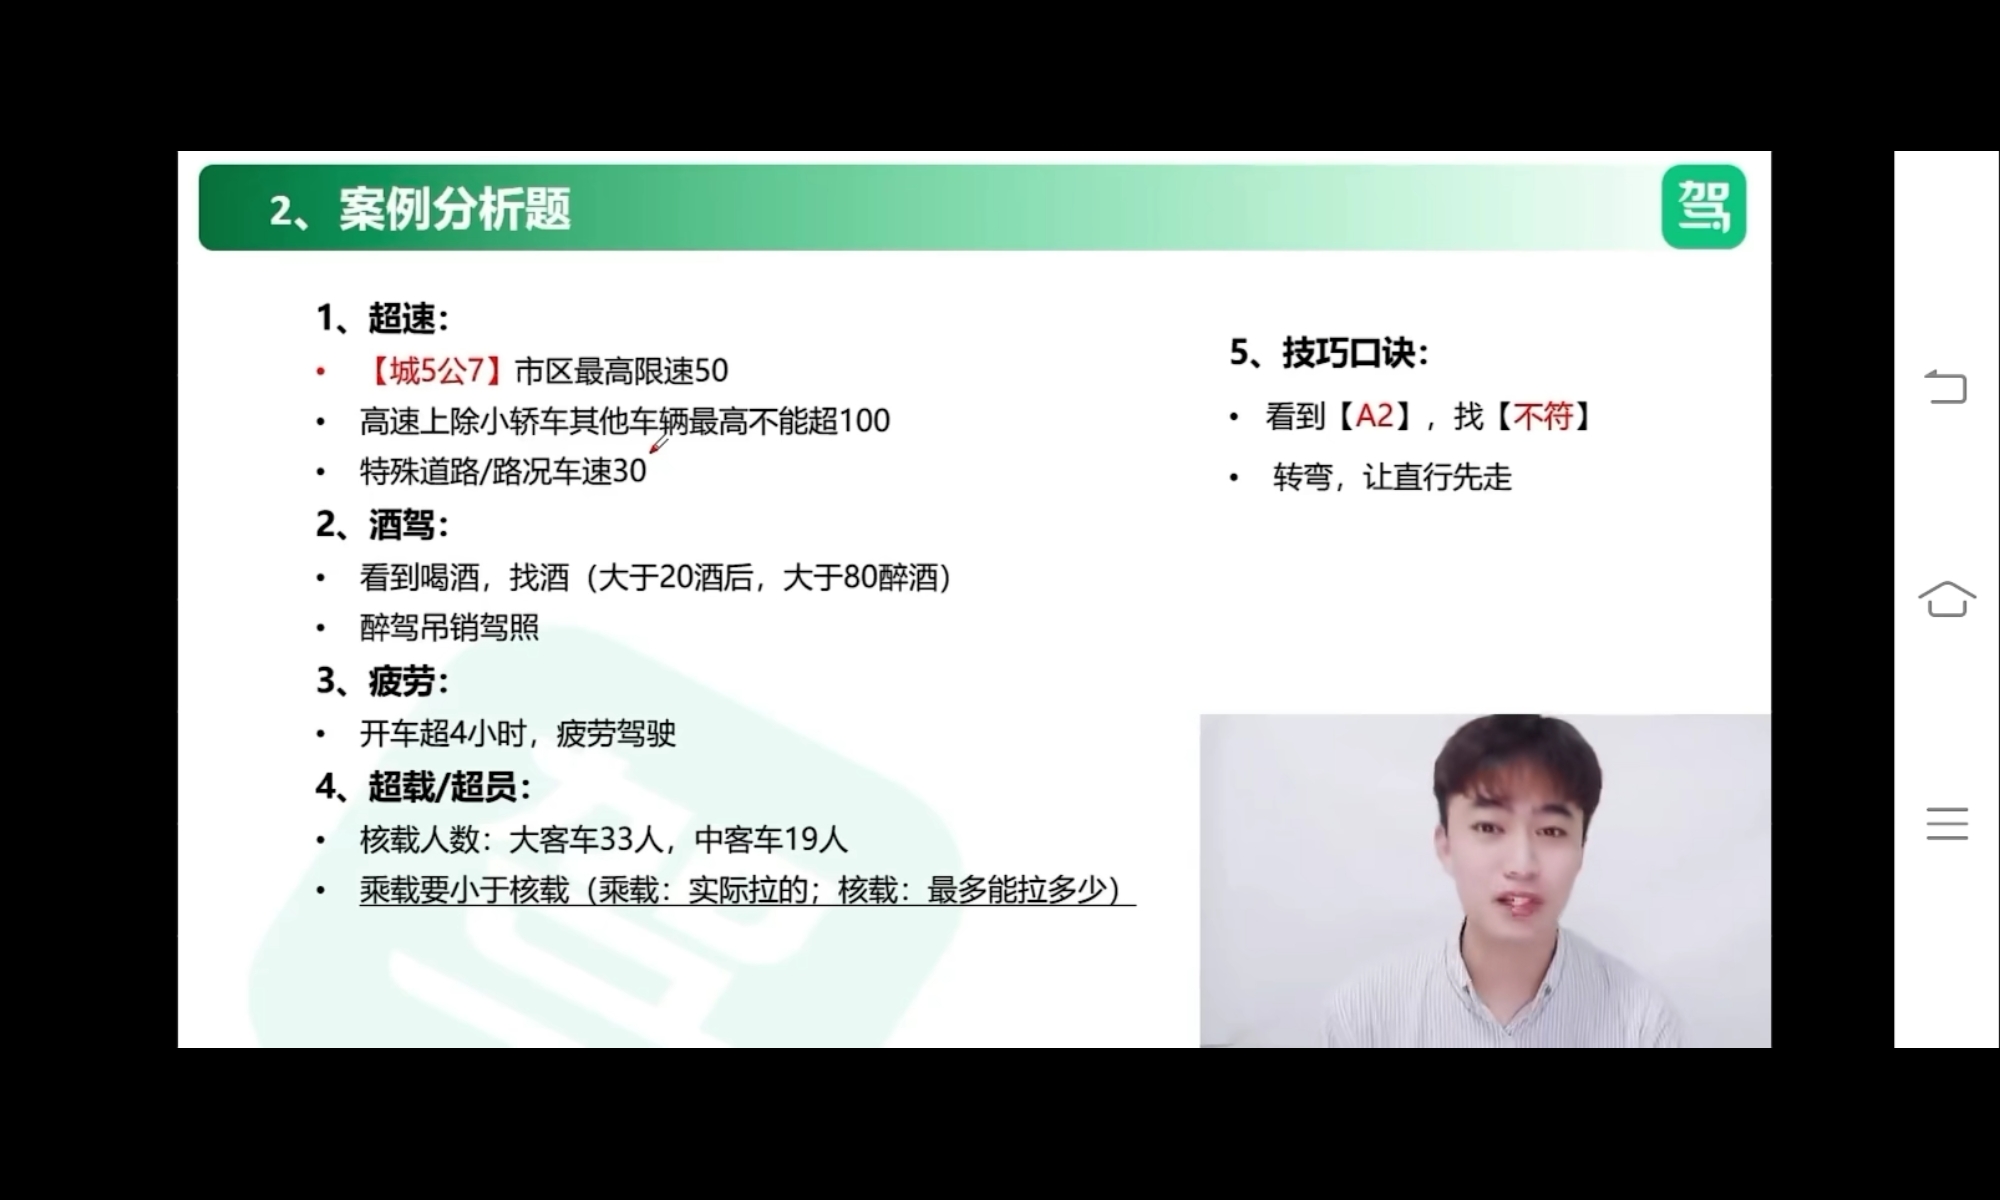 2、案例分析题
驾
1、超速：
• 【城5公7】市区最高限速50
• 高速上除小轿车其他车辆最高不能超100
• 特殊道路/路况车速30
2、酒驾：
• 看到喝酒，找酒（大于20酒后，大于80醉酒）
• 醉驾吊销驾照
3、疲劳：
• 开车超4小时，疲劳驾驶
4、超载/超员：
• 核载人数：大客车33人，中客车19人
• 乘载要小于核载（乘载：实际拉的；核载：最多能拉多少）
5、技巧口诀：
• 看到【A2】，找【不符】
• 转弯，让直行先走